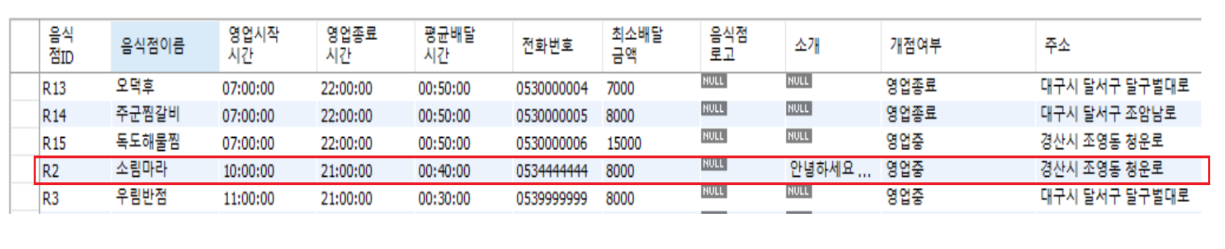 음식점ID 음식점이름 영업시작시간 영업종료시간 평균배달시간 전화번호 최소배달금액 음식점로고 소개 개점여부 주소
R13 오덕후 07:00:00 22:00:00 00:50:00 0530000004 7000 NULL NULL 영업종료 대구시 달서구 달구벌대로
R14 주군찜갈비 07:00:00 22:00:00 00:50:00 0530000005 8000 NULL NULL 영업종료 대구시 달서구 조암남로
R15 독도해물찜 07:00:00 22:00:00 00:50:00 0530000006 15000 NULL NULL 영업중 경산시 조영동 청운로
R2 소림마라 10:00:00 21:00:00 00:40:00 0534444444 8000 NULL 안녕하세요 ... 영업중 경산시 조영동 청운로
R3 우림반점 11:00:00 21:00:00 00:30:00 0539999999 8000 NULL NULL 영업중 대구시 달서구 달구벌대로